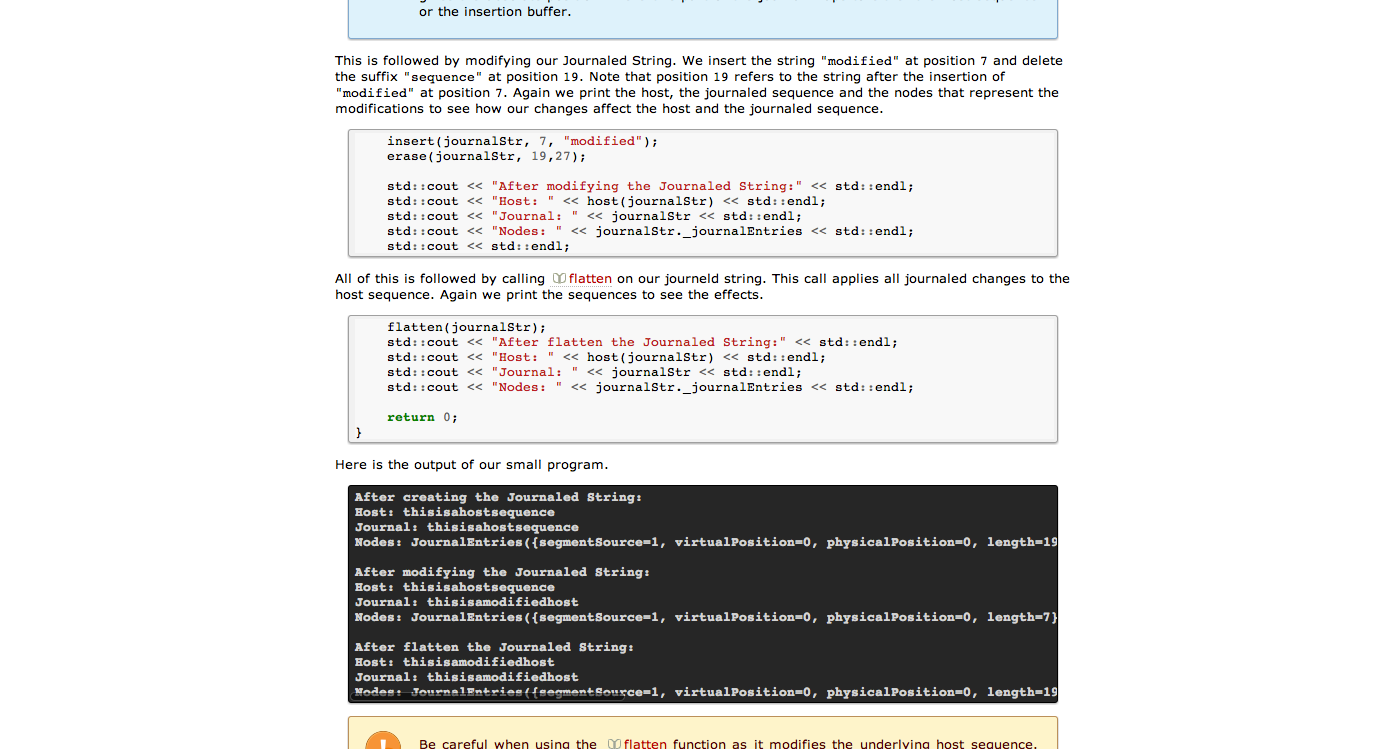 or the insertion buffer.
This is followed by modifying our Journaled String. We insert the string "modified" at position 7 and delete
the suffix "sequence" at position 19. Note that position 19 refers to the string after the insertion of
"modified" at position 7. Again we print the host, the journaled sequence and the nodes that represent the
modifications to see how our changes affect the host and the journaled sequence.
insert(journalStr, 7, "modified");
erase(journalStr, 19,27);
std::cout << "After modifying the Journaled String:" << std::endl;
std::cout << "Host: " << host(journalStr) << std::endl;
std::cout << "Journal: " << journalStr << std::endl;
std::cout << "Nodes: " << journalStr._journalEntries << std::endl;
std::cout << std::endl;
All of this is followed by calling flatten on our journeld string. This call applies all journaled changes to the
host sequence. Again we print the sequences to see the effects.
flatten(journalStr);
std::cout << "After flatten the Journaled String:" << std::endl;
std::cout << "Host: " << host(journalStr) << std::endl;
std::cout << "Journal: " << journalStr << std::endl;
std::cout << "Nodes: " << journalStr._journalEntries << std::endl;
return 0;
}
Here is the output of our small program.
After creating the Journaled String:
Host: thisisahostsequence
Journal: thisisahostsequence
Nodes: JournalEntries({segmentSource=1, virtualPosition=0, physicalPosition=0, length=19
After modifying the Journaled String:
Host: thisisahostsequence
Journal: thisisamodifiedhost
Nodes: JournalEntries({segmentSource=1, virtualPosition=0, physicalPosition=0, length=7}
After flatten the Journaled String:
Host: thisisamodifiedhost
Journal: thisisamodifiedhost
Nodes: JournalEntries({segmentSource=1, virtualPosition=0, physicalPosition=0, length=19
Be careful when using the flatten function as it modifies the underlying host sequence.